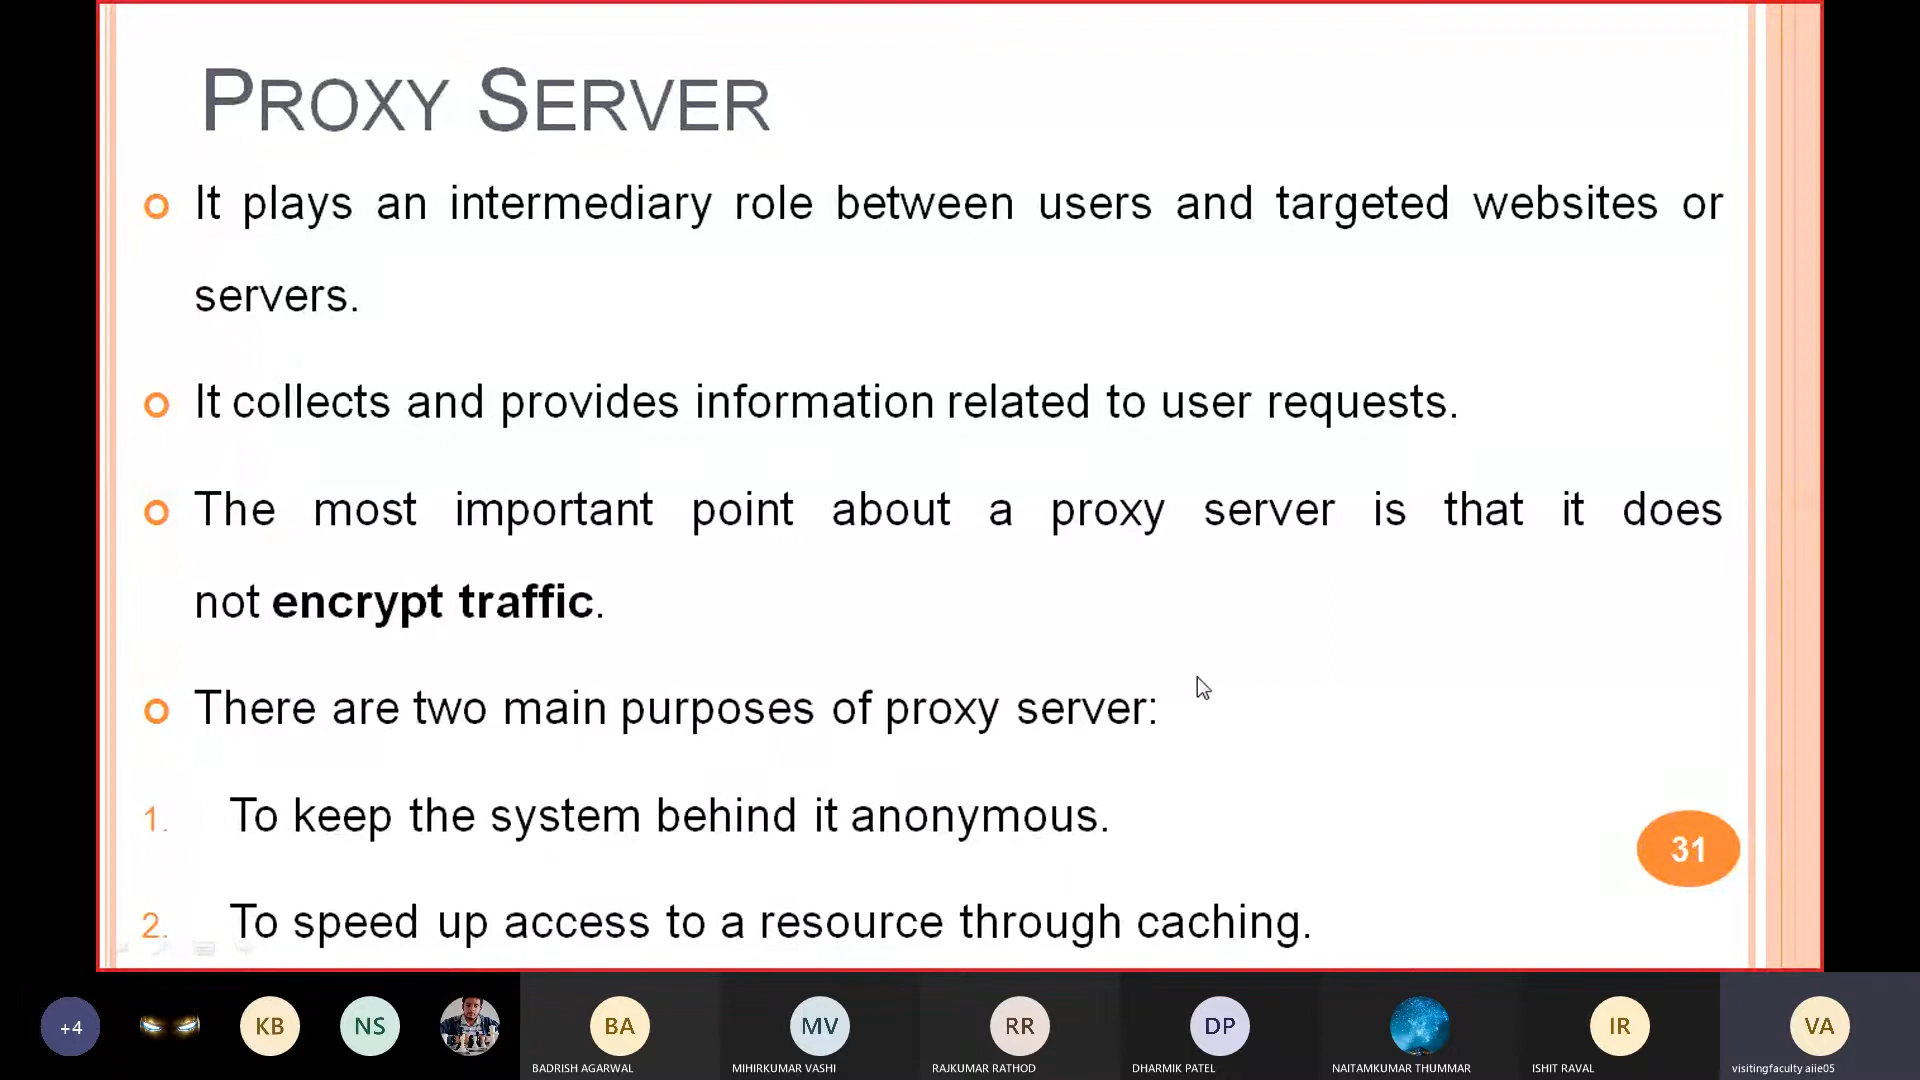 PROXY SERVER
It plays an intermediary role between users and targeted websites or
servers.
It collects and provides information related to user requests.
The most important point about a proxy server is that it does
not encrypt traffic.
There are two main purposes of proxy server:
1. To keep the system behind it anonymous.
31
2. To speed up access to a resource through caching.
+4
KB
NS
BA
MV
RR
DP
IR
VA
BADRISH AGARWAL
MIHIRKUMAR VASHI
RAJKUMAR RATHOD
DHARMIK PATEL
NAITAMKUMAR THUMMAR
ISHIT RAVAL
visitingfaculty aiie05